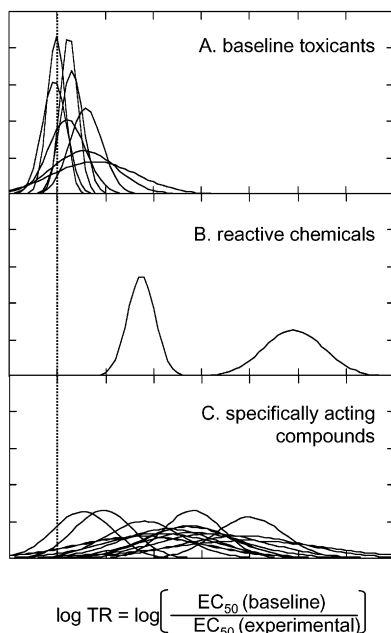 A. baseline toxicants
B. reactive chemicals
C. specifically acting
compounds
log TR = log[ EC50 (baseline)
EC50 (experimental) ]